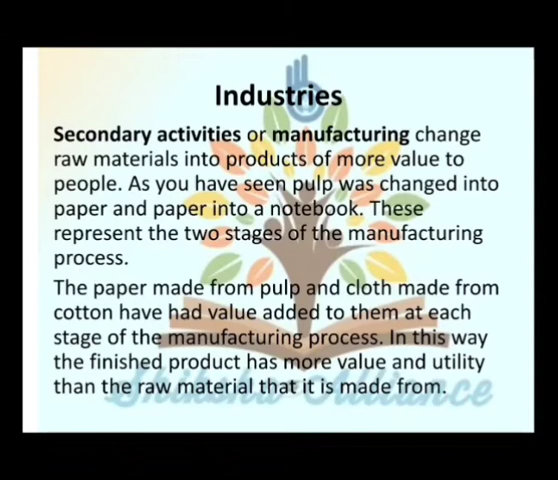 Industries
Secondary activities or manufacturing change
raw materials into products of more value to
people. As you have seen pulp was changed into
paper and paper into a notebook. These
represent the two stages of the manufacturing
process.
The paper made from pulp and cloth made from
cotton have had value added to them at each
stage of the manufacturing process. In this way
the finished product has more value and utility
than the raw material that it is made from.
Shiksha Alliance